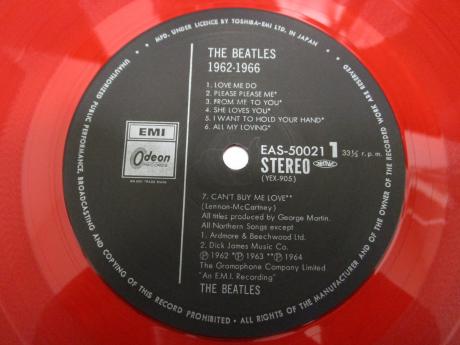 MFD. UNDER LICENCE BY TOSHIBA-EMI LTD. IN JAPAN
THE BEATLES
1962-1966
1. LOVE ME DO
2. PLEASE PLEASE ME*
3. FROM ME TO YOU*
4. SHE LOVES YOU*
5. I WANT TO HOLD YOUR HAND*
6. ALL MY LOVING*
EMI
Odeon
EAS-50021 1 33⅓ r.p.m.
STEREO
(YEX-905)
7. CAN'T BUY ME LOVE**
(Lennon-McCartney)
All titles produced by George Martin.
All Northern Songs except
1. Ardmore & Beechwood Ltd.
2. Dick James Music Co.
Ⓟ 1962 *Ⓟ 1963 **Ⓟ 1964
The Gramophone Company Limited
"An E.M.I. Recording"
THE BEATLES
UNAUTHORIZED PUBLIC PERFORMANCE, BROADCASTING AND COPYING OF THIS RECORD PROHIBITED • ALL RIGHTS OF THE MANUFACTURER AND OF THE OWNER OF THE RECORDED WORK ARE RESERVED